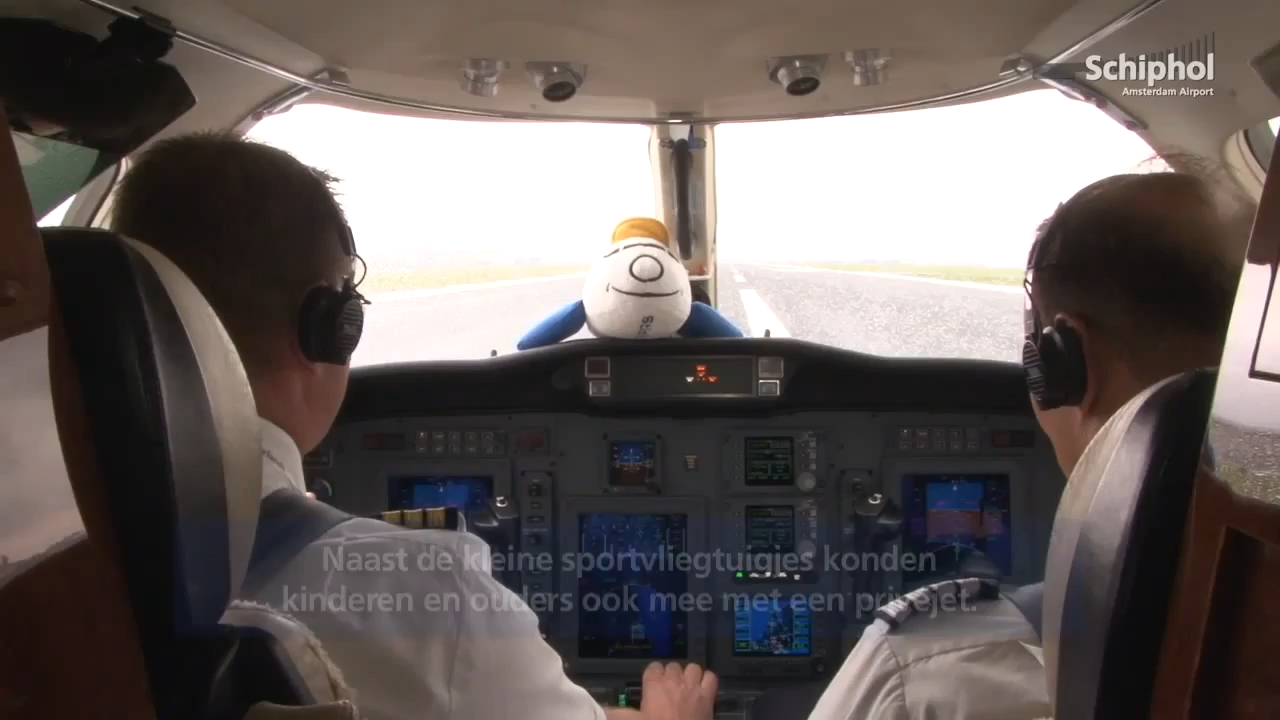 Schiphol
Amsterdam Airport
Naast de kleine sportvliegtuigjes konden
kinderen en ouders ook mee met een privéjet.